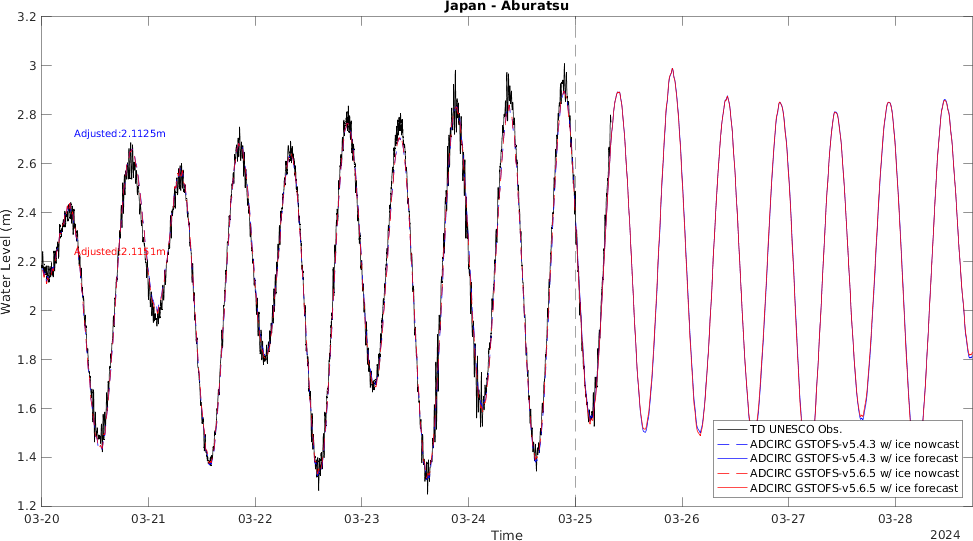 Japan - Aburatsu
3.2
3
2.8
2.6
2.4
2.2
2
1.8
1.6
1.4
1.2
Water Level (m)
Adjusted:2.1125m
Adjusted:2.1151m
TD UNESCO Obs.
ADCIRC GSTOFS-v5.4.3 w/ ice nowcast
ADCIRC GSTOFS-v5.4.3 w/ ice forecast
ADCIRC GSTOFS-v5.6.5 w/ ice nowcast
ADCIRC GSTOFS-v5.6.5 w/ ice forecast
03-20 03-21 03-22 03-23 03-24 03-25 03-26 03-27 03-28
Time
2024